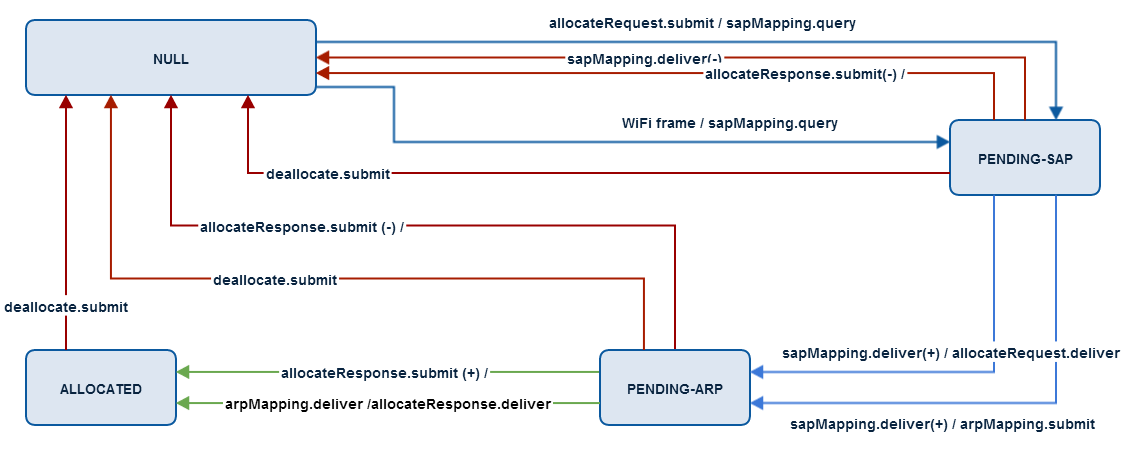 allocateRequest.submit / sapMapping.query
NULL
sapMapping.deliver(-)
allocateResponse.submit(-) /
WiFi frame / sapMapping.query
PENDING-SAP
deallocate.submit
allocateResponse.submit (-) /
deallocate.submit
deallocate.submit
sapMapping.deliver(+) / allocateRequest.deliver
allocateResponse.submit (+) /
ALLOCATED
PENDING-ARP
arpMapping.deliver /allocateResponse.deliver
sapMapping.deliver(+) / arpMapping.submit